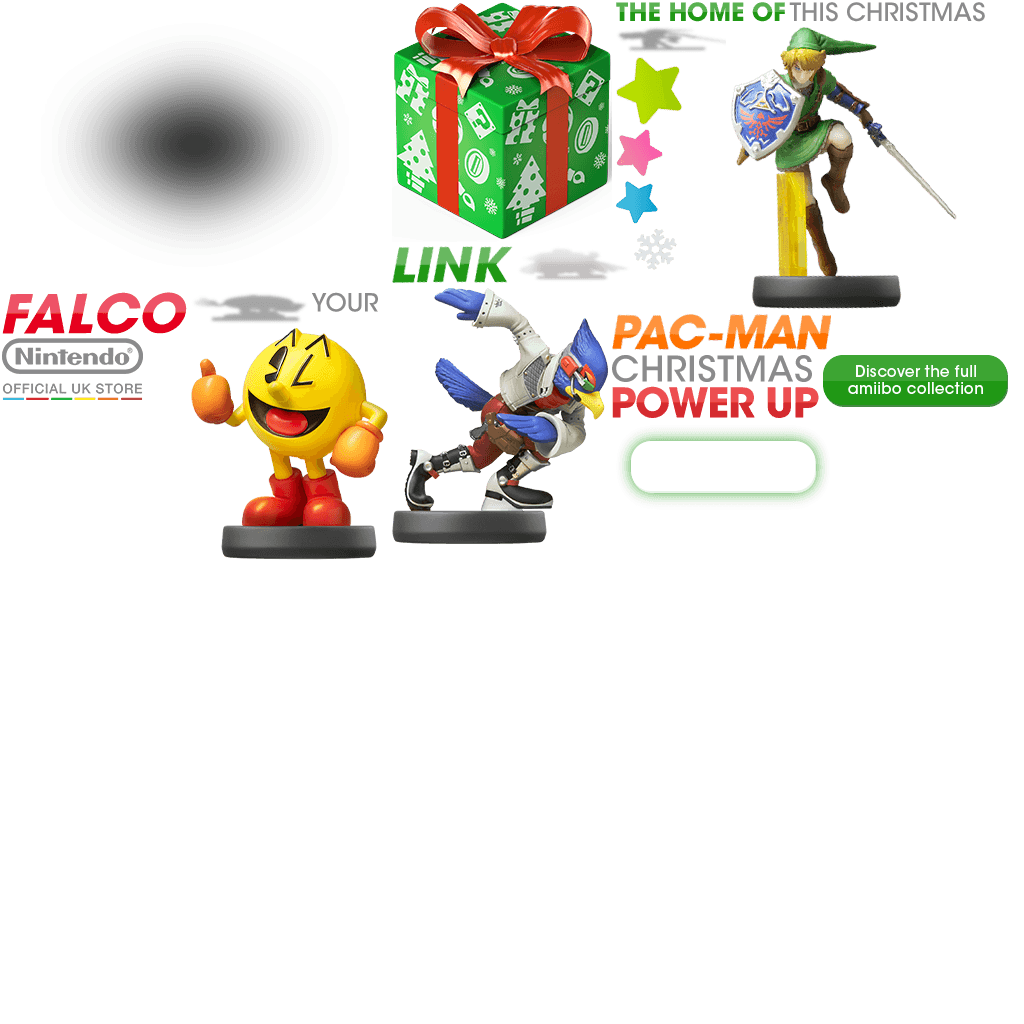 THE HOME OF
THIS CHRISTMAS
LINK
FALCO
YOUR
Nintendo®
OFFICIAL UK STORE
PAC-MAN
CHRISTMAS
POWER UP
Discover the full
amiibo collection